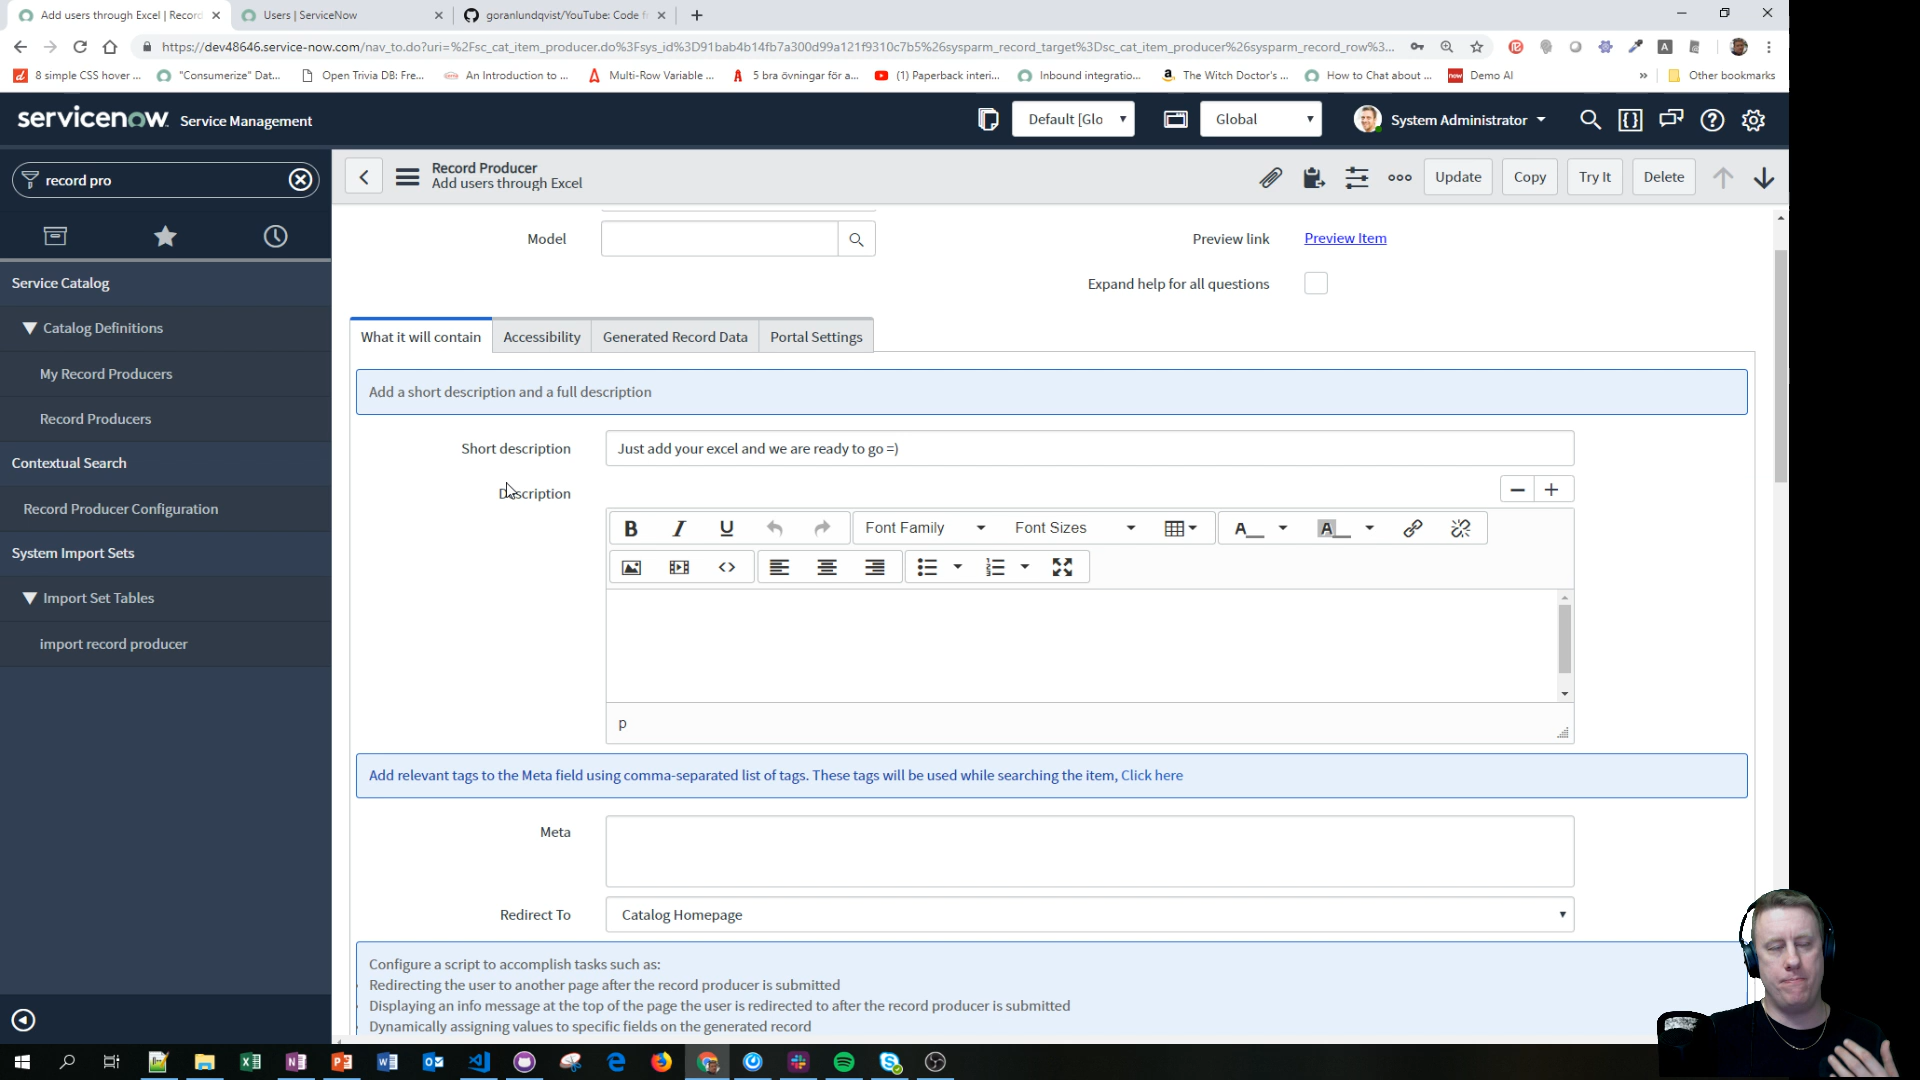 Add users through Excel | Record
Users | ServiceNow
goranlundqvist/YouTube: Code f
https://dev48646.service-now.com/nav_to.do?uri=%2Fsc_cat_item_producer.do%3Fsys_id%3D91bab4b14fb7a300d99a121f9310c7b5%26sysparm_record_target%3Dsc_cat_item_producer%26sysparm_record_row%3...
8 simple CSS hover ...
"Consumerize" Dat...
Open Trivia DB: Fre...
An Introduction to ...
Multi-Row Variable ...
5 bra övningar för a...
(1) Paperback interi...
Inbound integratio...
The Witch Doctor's ...
How to Chat about ...
Demo AI
»
Other bookmarks
servicenow Service Management
Default [Glo
Global
System Administrator
record pro
Record Producer
Add users through Excel
Update
Copy
Try It
Delete
Service Catalog
Catalog Definitions
My Record Producers
Record Producers
Contextual Search
Record Producer Configuration
System Import Sets
Import Set Tables
import record producer
Model
Preview link
Preview Item
Expand help for all questions
What it will contain
Accessibility
Generated Record Data
Portal Settings
Add a short description and a full description
Short description
Just add your excel and we are ready to go =)
Description
B I U
Font Family
Font Sizes
A
A
p
Add relevant tags to the Meta field using comma-separated list of tags. These tags will be used while searching the item, Click here
Meta
Redirect To
Catalog Homepage
Configure a script to accomplish tasks such as:
Redirecting the user to another page after the record producer is submitted
Displaying an info message at the top of the page the user is redirected to after the record producer is submitted
Dynamically assigning values to specific fields on the generated record